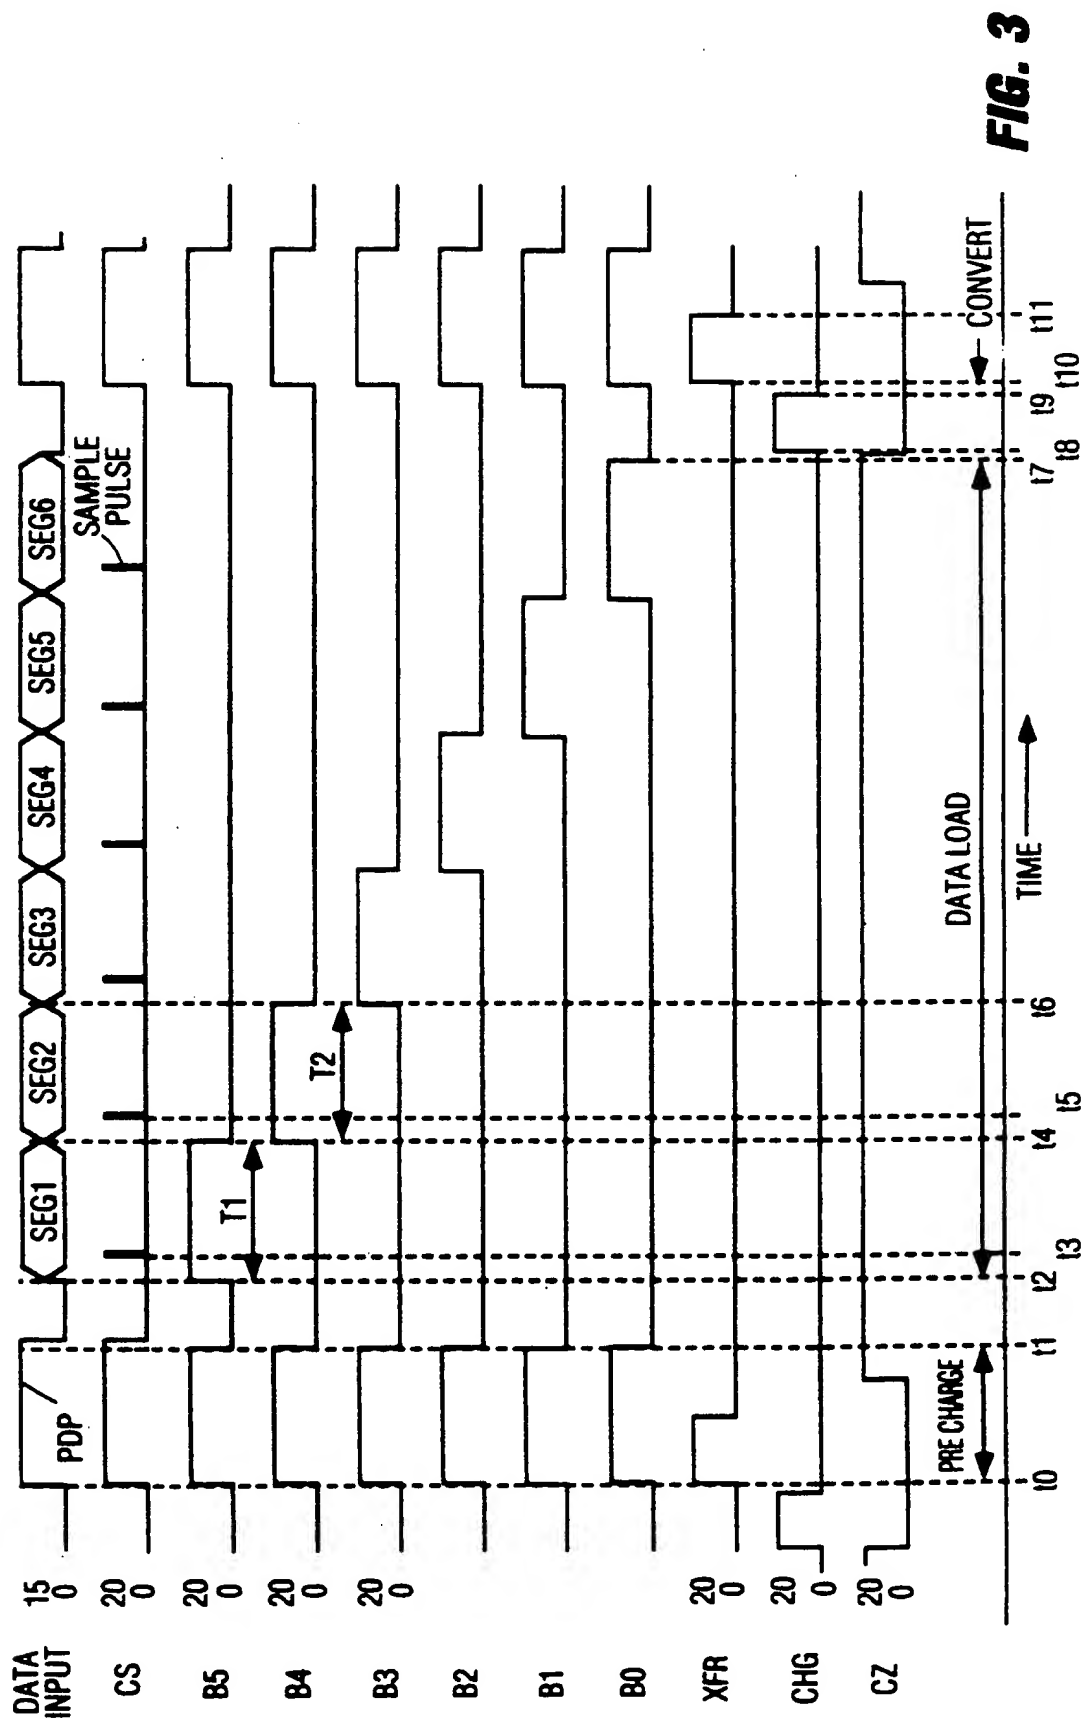 DATA
INPUT
15
0
PDP
SEG1
SEG2
SEG3
SEG4
SEG5
SEG6
CS
20
0
SAMPLE
PULSE
B5
20
0
T1
B4
20
0
T2
B3
20
0
B2
B1
B0
XFR
20
0
CHG
20
0
CZ
20
0
PRE CHARGE
DATA LOAD
CONVERT
t0
t1
t2
t3
t4
t5
t6
t7
t8
t9
t10
t11
TIME
FIG. 3